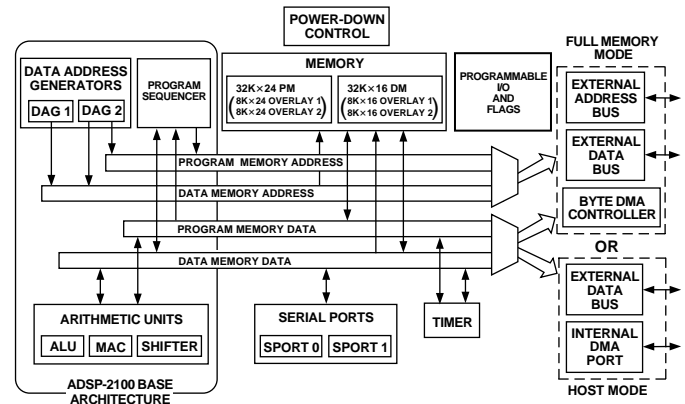 POWER-DOWN
CONTROL
FULL MEMORY
MODE
DATA ADDRESS
GENERATORS
DAG 1
DAG 2
PROGRAM
SEQUENCER
MEMORY
32K×24 PM
(8K×24 OVERLAY 1)
(8K×24 OVERLAY 2)
32K×16 DM
(8K×16 OVERLAY 1)
(8K×16 OVERLAY 2)
PROGRAMMABLE
I/O
AND
FLAGS
EXTERNAL
ADDRESS
BUS
EXTERNAL
DATA
BUS
BYTE DMA
CONTROLLER
OR
EXTERNAL
DATA
BUS
INTERNAL
DMA
PORT
HOST MODE
PROGRAM MEMORY ADDRESS
DATA MEMORY ADDRESS
PROGRAM MEMORY DATA
DATA MEMORY DATA
ARITHMETIC UNITS
ALU
MAC
SHIFTER
SERIAL PORTS
SPORT 0
SPORT 1
TIMER
ADSP-2100 BASE
ARCHITECTURE